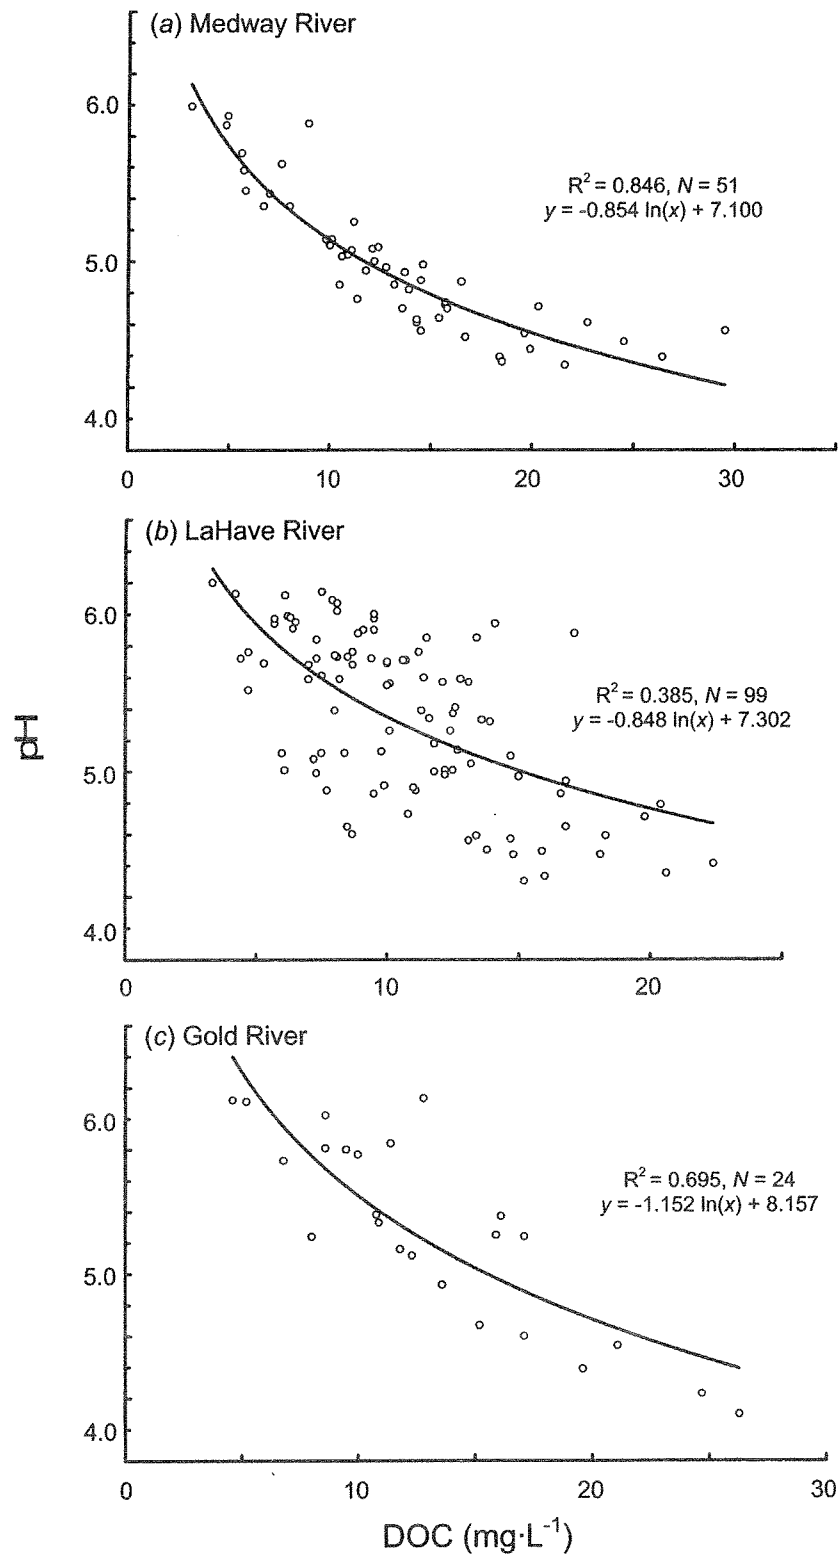 (a) Medway River
6.0
R² = 0.846, N = 51
y = -0.854 ln(x) + 7.100
5.0
4.0
0 10 20 30
(b) LaHave River
6.0
R² = 0.385, N = 99
y = -0.848 ln(x) + 7.302
pH
5.0
4.0
0 10 20
(c) Gold River
6.0
R² = 0.695, N = 24
y = -1.152 ln(x) + 8.157
5.0
4.0
0 10 20 30
DOC (mg·L⁻¹)